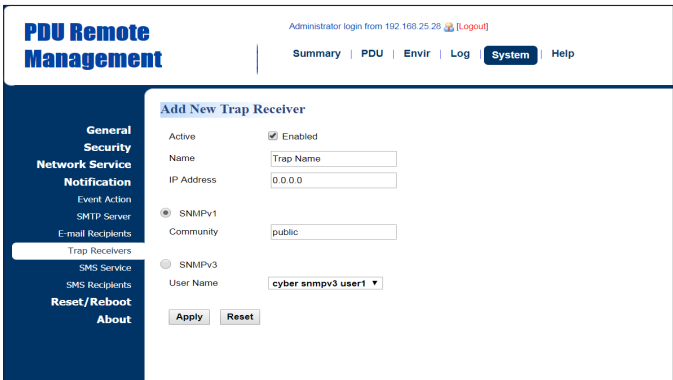 PDU Remote
Management
Administrator login from 192.168.25.28 [Logout]
Summary | PDU | Envir | Log | System | Help
General
Security
Network Service
Notification
Event Action
SMTP Server
E-mail Recipients
Trap Receivers
SMS Service
SMS Recipients
Reset/Reboot
About
Add New Trap Receiver
Active Enabled
Name Trap Name
IP Address 0.0.0.0
SNMPv1
Community public
SNMPv3
User Name cyber snmpv3 user1 ▼
Apply Reset